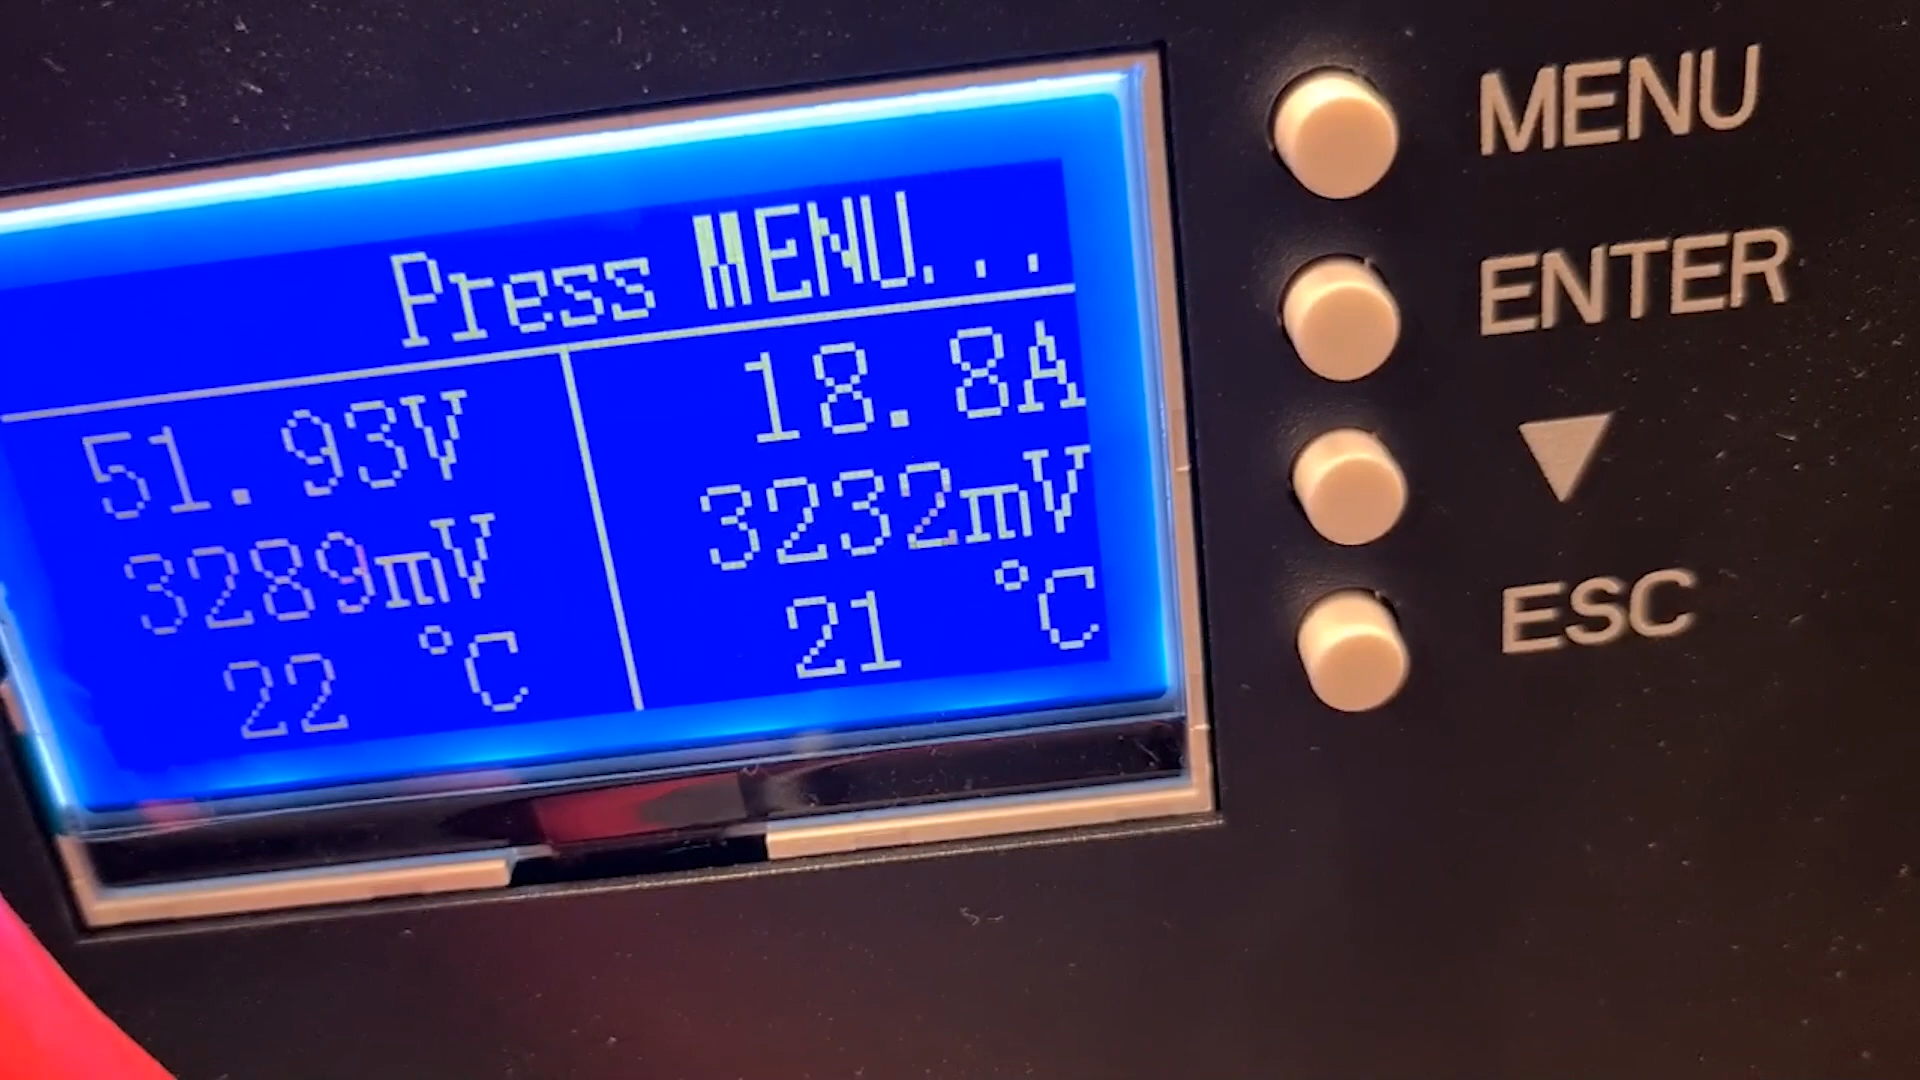 Press MENU...
51.93V 18.8A
3289mV 3232mV
22 °C 21 °C
MENU
ENTER
▼
ESC